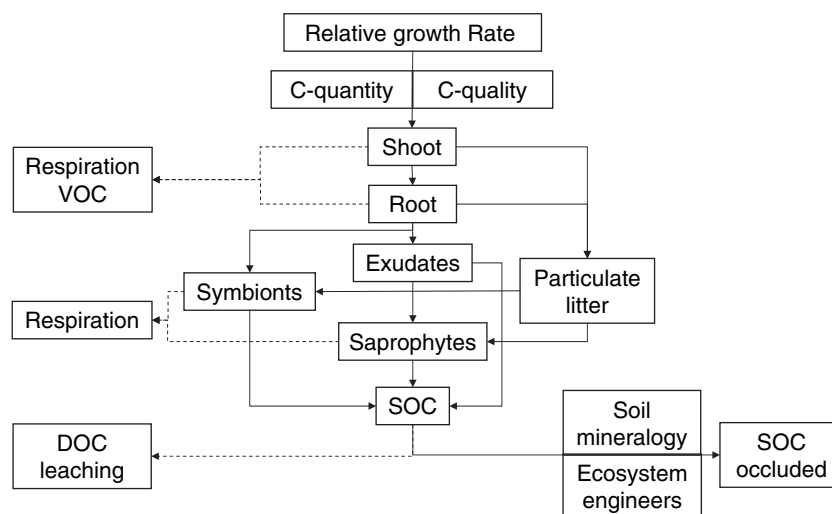 Relative growth Rate
C-quantity
C-quality
Shoot
Respiration
VOC
Root
Exudates
Particulate
litter
Symbionts
Respiration
Saprophytes
SOC
Soil
mineralogy
DOC
leaching
SOC
occluded
Ecosystem
engineers